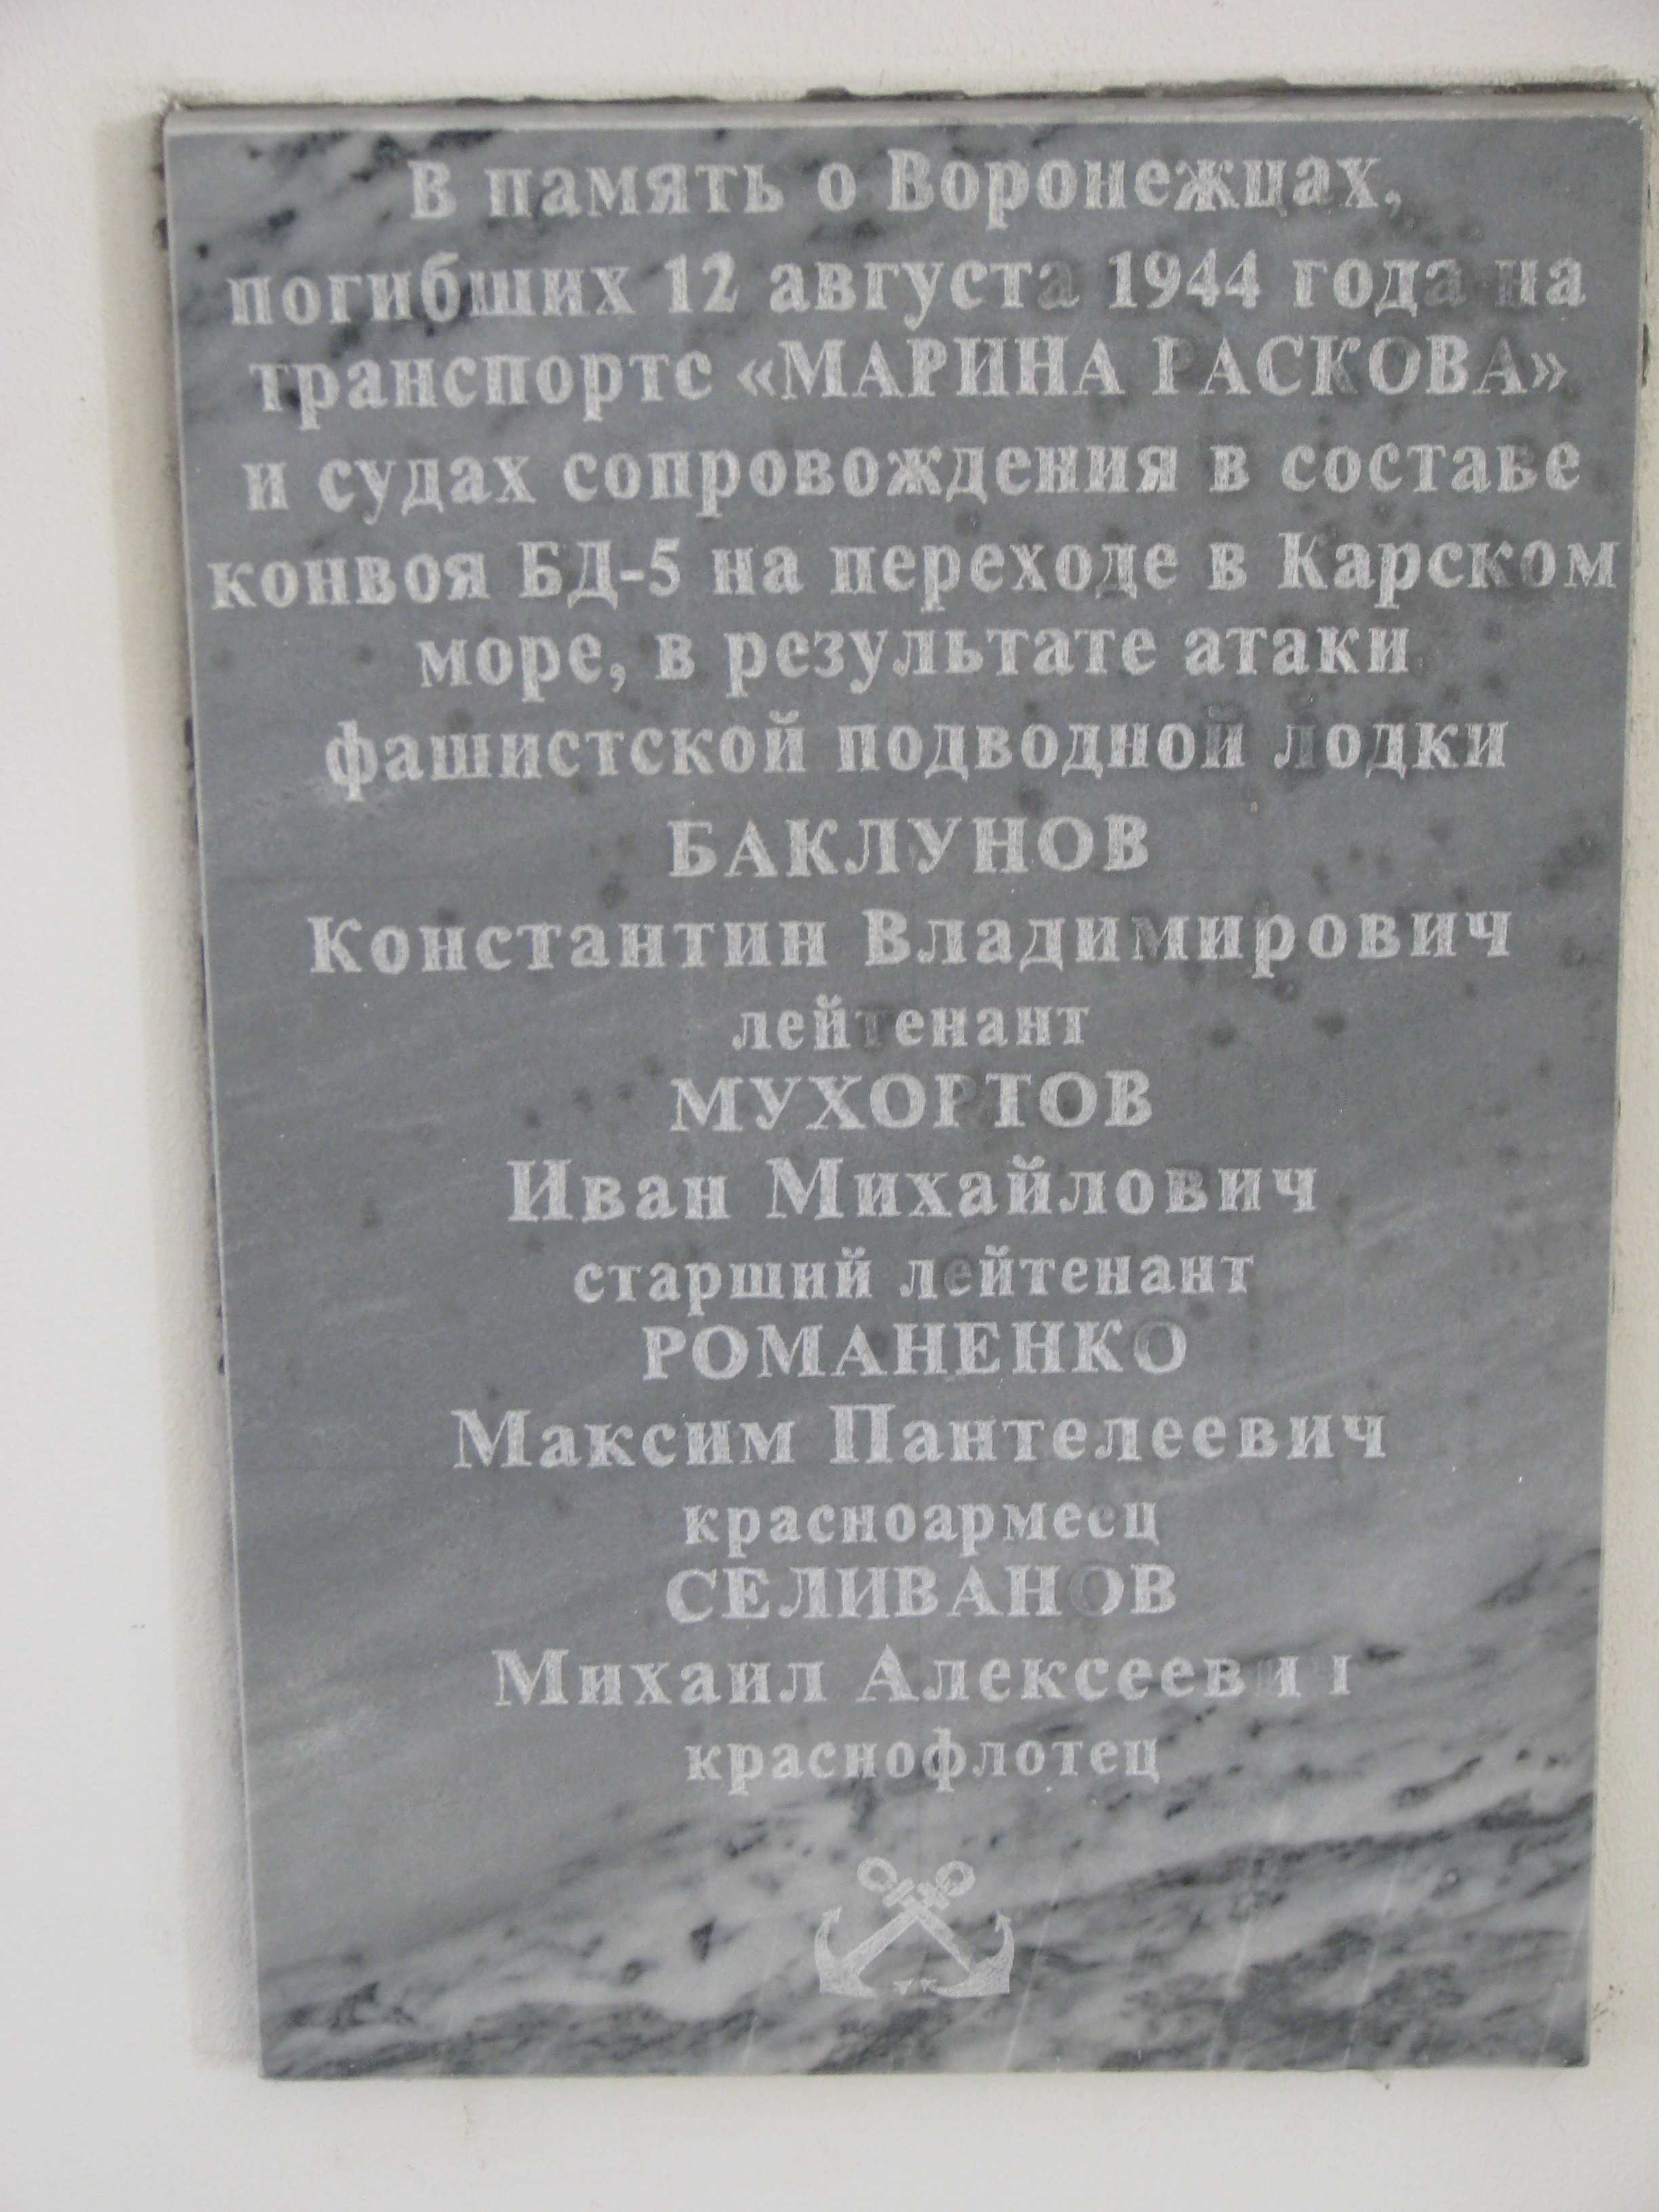 В память о Воронежцах,
погибших 12 августа 1944 года на
транспорте «МАРИНА РАСКОВА»
и судах сопровождения в составе
конвоя БД-5 на переходе в Карском
море, в результате атаки
фашистской подводной лодки
БАКЛУНОВ
Константин Владимирович
лейтенант
МУХОРТОВ
Иван Михайлович
старший лейтенант
РОМАНЕНКО
Максим Пантелеевич
красноармеец
СЕЛИВАНОВ
Михаил Алексеевич
краснофлотец